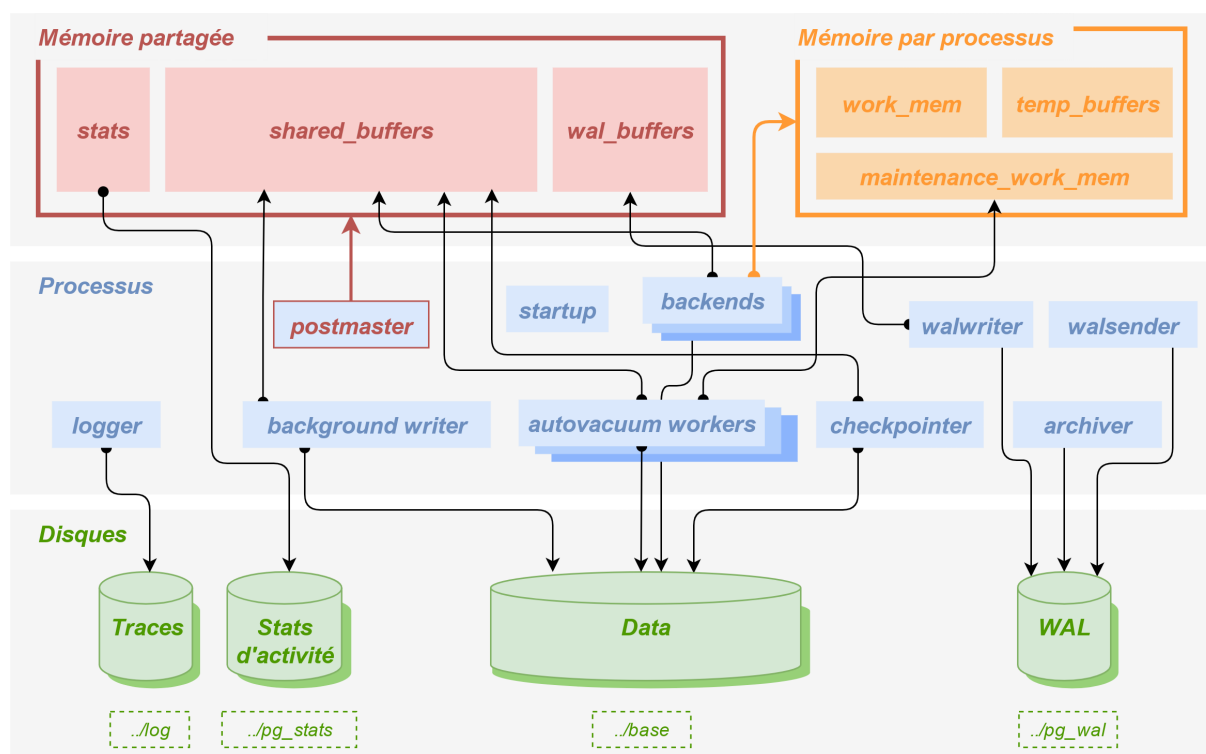 Mémoire partagée
Mémoire par processus
stats
shared_buffers
wal_buffers
work_mem
temp_buffers
maintenance_work_mem
Processus
postmaster
startup
backends
walwriter
walsender
logger
background writer
autovacuum workers
checkpointer
archiver
Disques
Traces
Stats
d'activité
Data
WAL
../log
../pg_stats
../base
../pg_wal